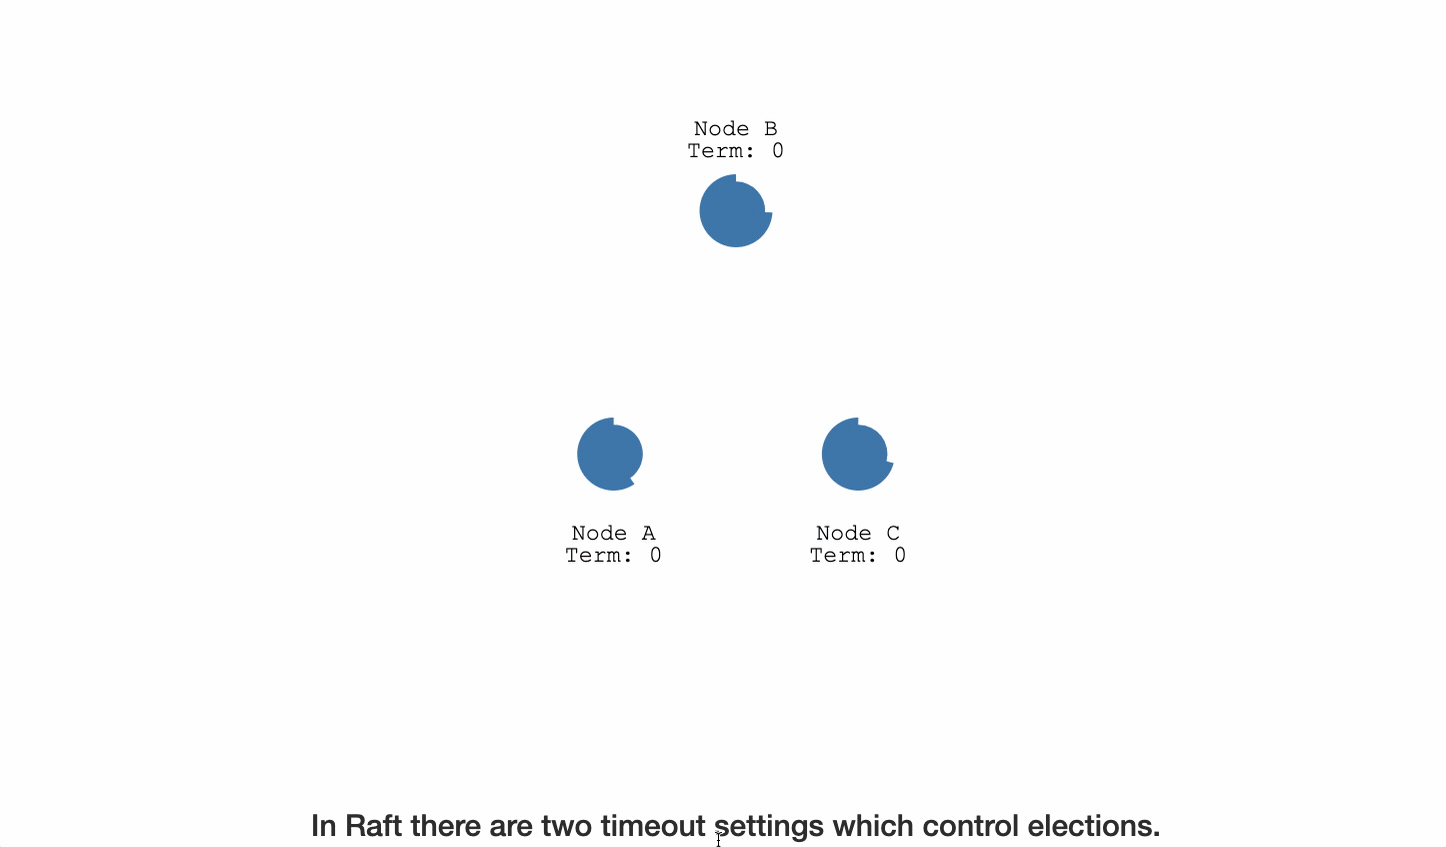 Node B
Term: 0
Node A
Term: 0
Node C
Term: 0
In Raft there are two timeout settings which control elections.